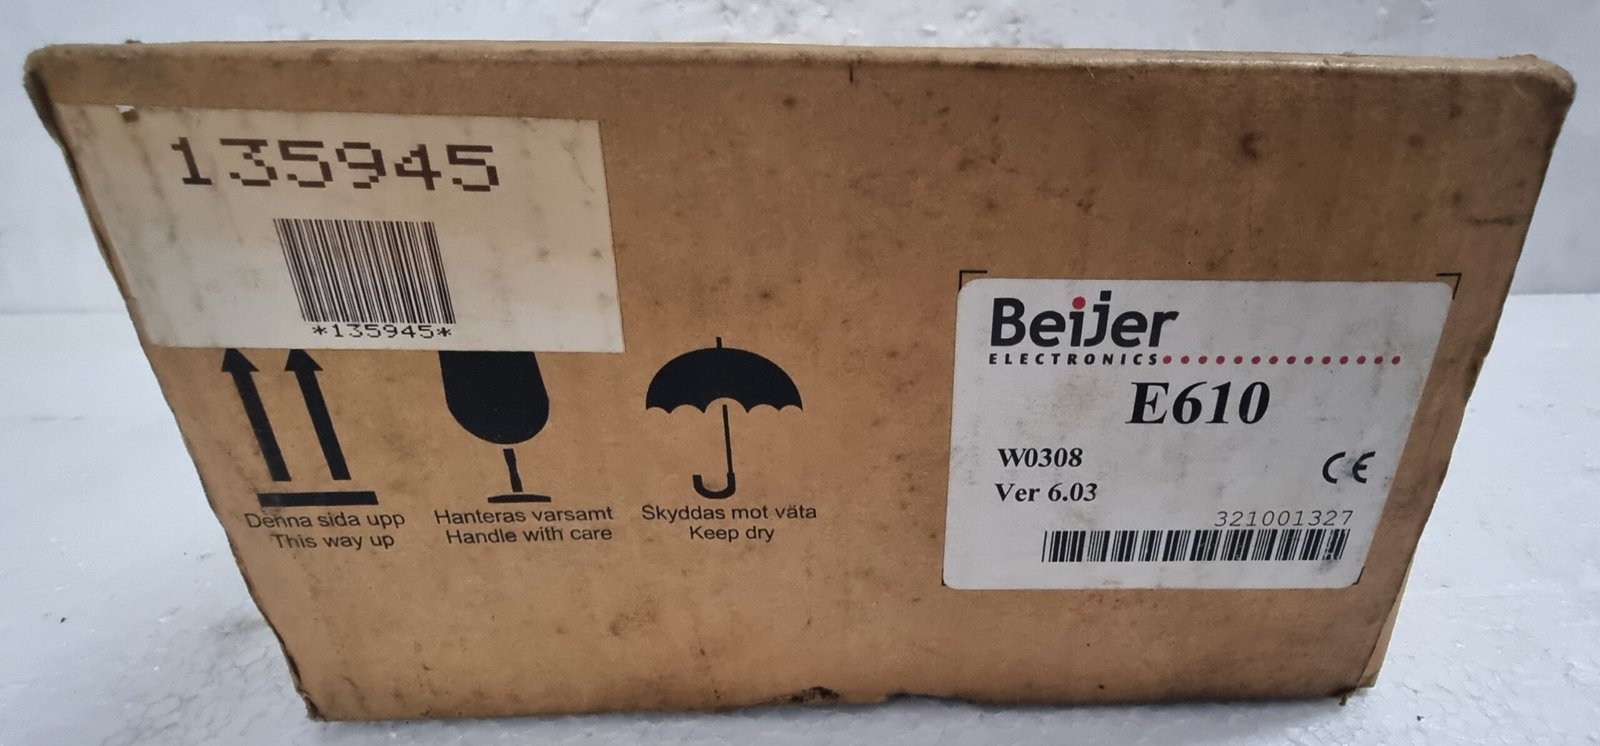 135945
*135945*
Denna sida upp
This way up
Hanteras varsamt
Handle with care
Skyddas mot väta
Keep dry
Beijer
ELECTRONICS
E610
W0308
Ver 6.03
CE
321001327